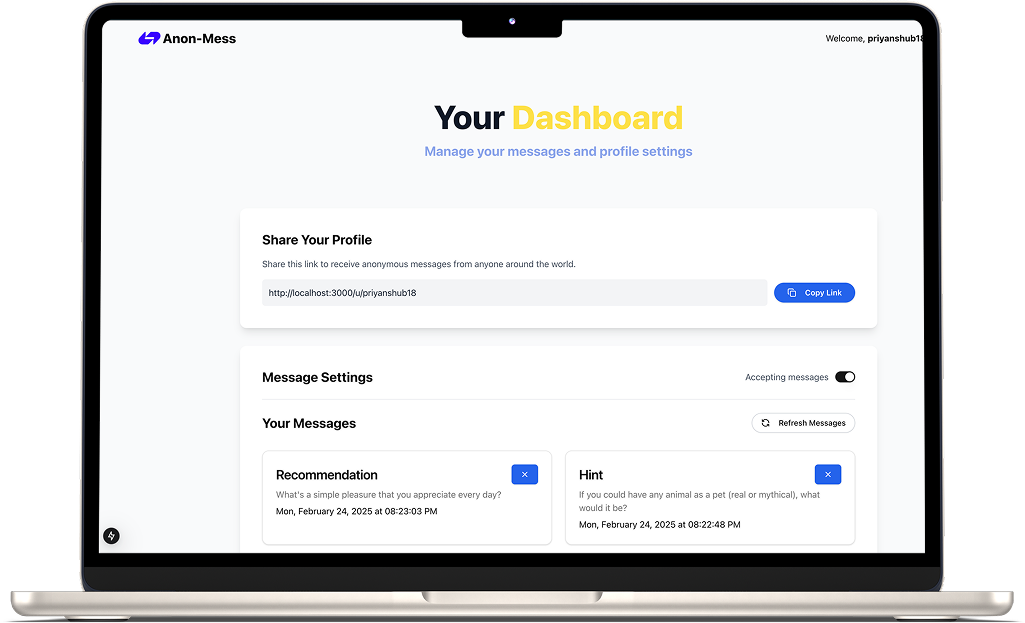 Anon-Mess
Welcome, priyanshub18
Your Dashboard
Manage your messages and profile settings
Share Your Profile
Share this link to receive anonymous messages from anyone around the world.
http://localhost:3000/u/priyanshub18
Copy Link
Message Settings
Accepting messages
Your Messages
Refresh Messages
Recommendation
What's a simple pleasure that you appreciate every day?
Mon, February 24, 2025 at 08:23:03 PM
Hint
If you could have any animal as a pet (real or mythical), what
would it be?
Mon, February 24, 2025 at 08:22:48 PM